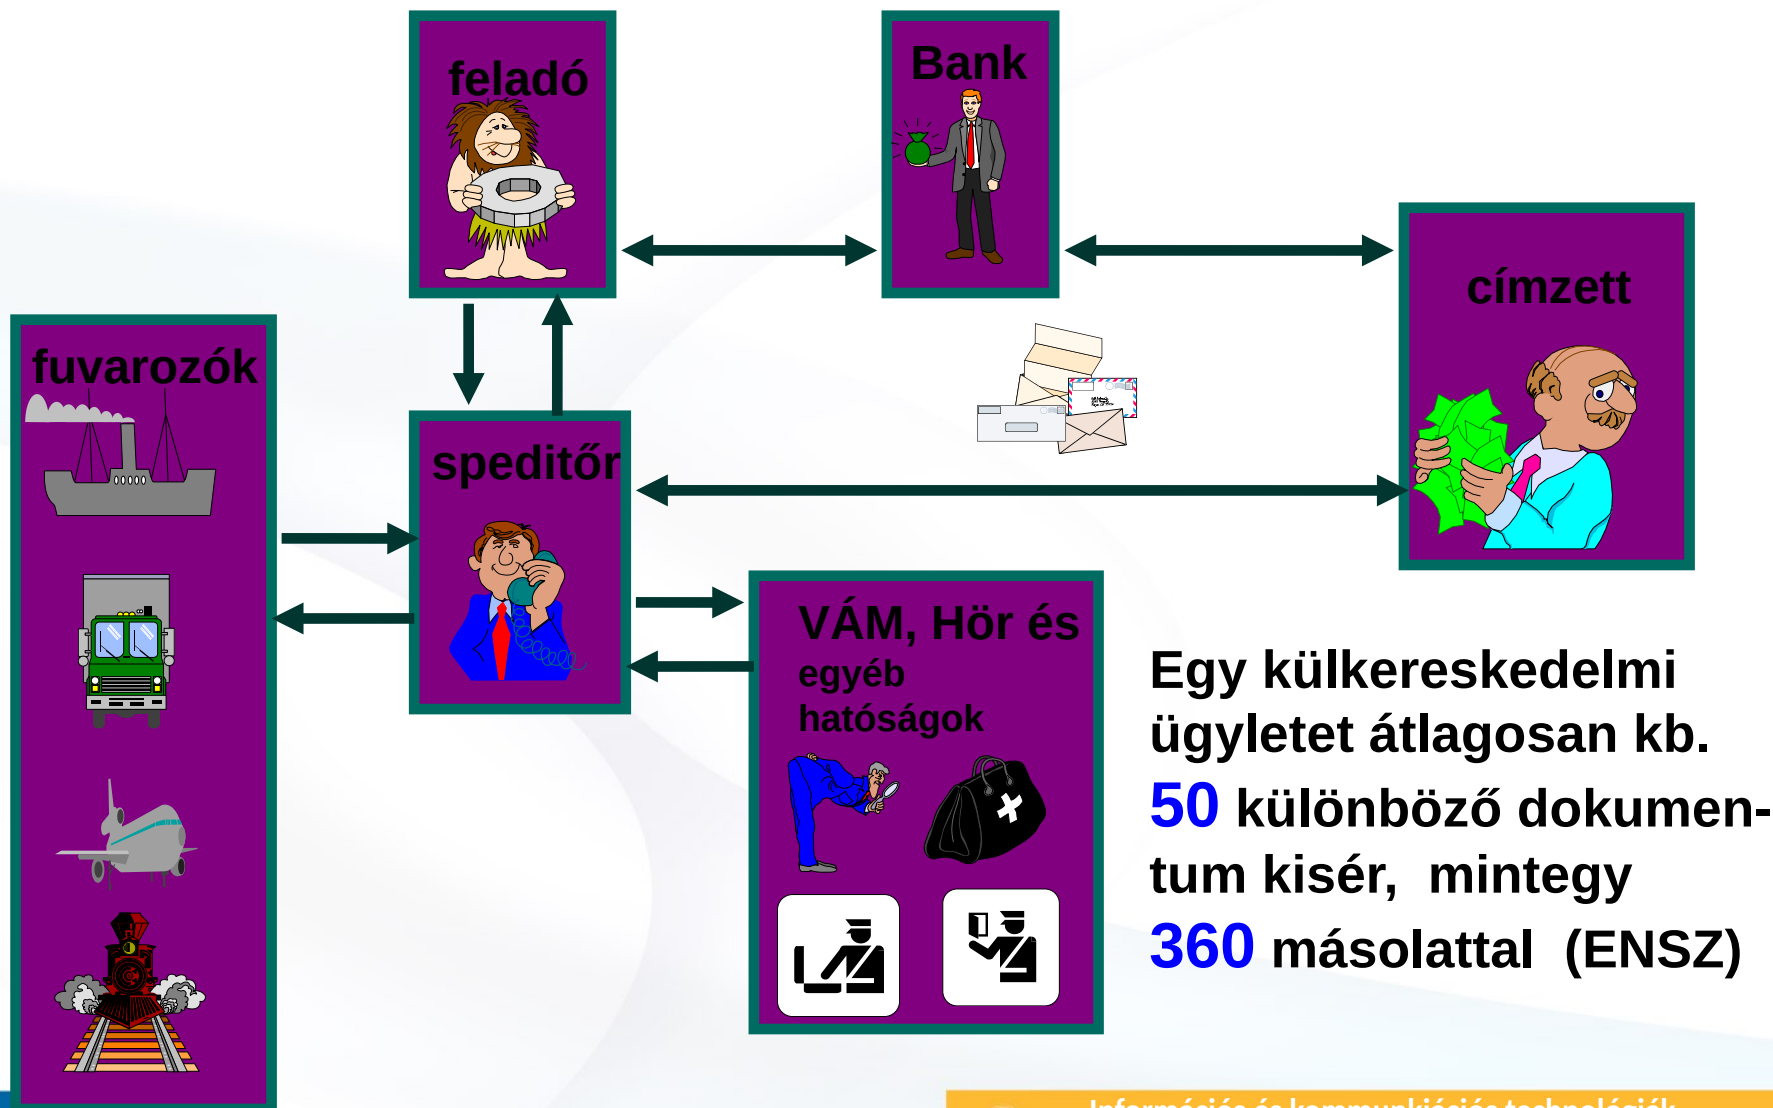 feladó
Bank
címzett
fuvarozók
speditőr
VÁM, Hör és
egyéb
hatóságok
Egy külkereskedelmi
ügyletet átlagosan kb.
50 különböző dokumen-
tum kisér, mintegy
360 másolattal (ENSZ)